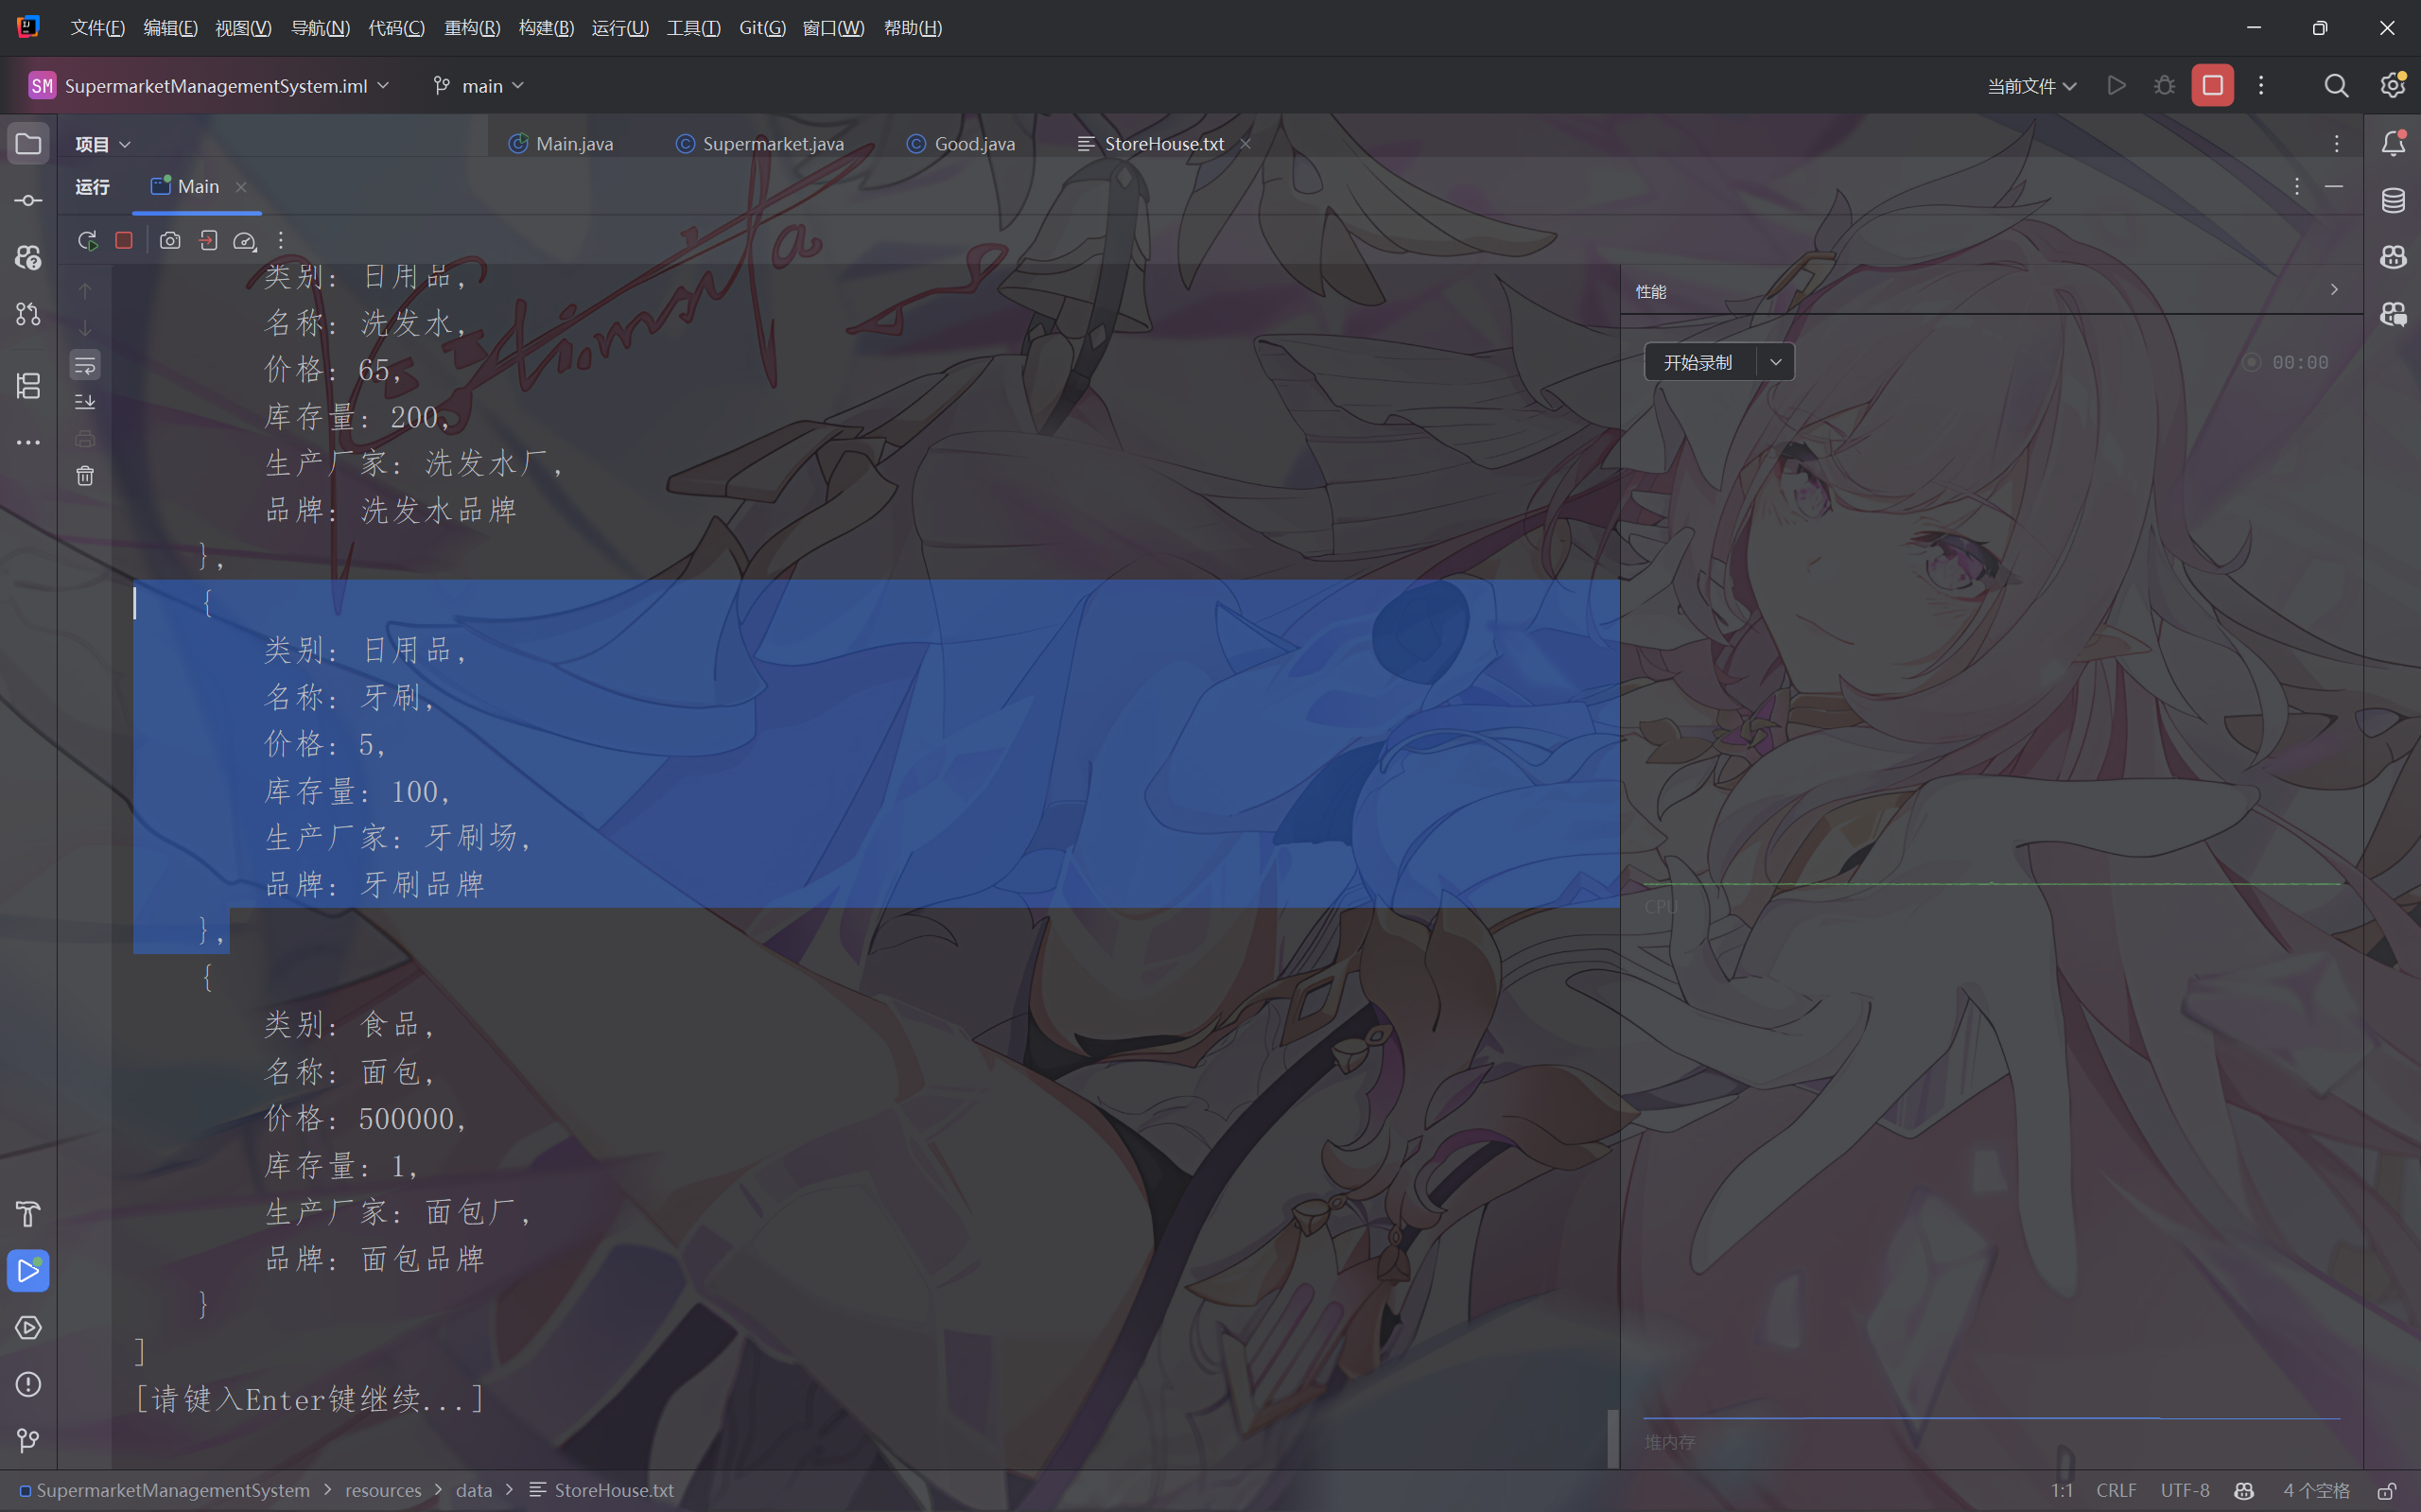 文件(F) 编辑(E) 视图(V) 导航(N) 代码(C) 重构(R) 构建(B) 运行(U) 工具(T) Git(G) 窗口(W) 帮助(H)
SM SupermarketManagementSystem.iml main 当前文件
项目 Main.java Supermarket.java Good.java StoreHouse.txt
运行 Main
类别: 日用品,
名称: 洗发水,
价格: 65,
库存量: 200,
生产厂家: 洗发水厂,
品牌: 洗发水品牌
},
{
类别: 日用品,
名称: 牙刷,
价格: 5,
库存量: 100,
生产厂家: 牙刷场,
品牌: 牙刷品牌
},
{
类别: 食品,
名称: 面包,
价格: 500000,
库存量: 1,
生产厂家: 面包厂,
品牌: 面包品牌
}
]
[请键入Enter键继续...]
性能
开始录制 00:00
CPU
堆内存
SupermarketManagementSystem > resources > data > StoreHouse.txt 1:1 CRLF UTF-8 4 个空格